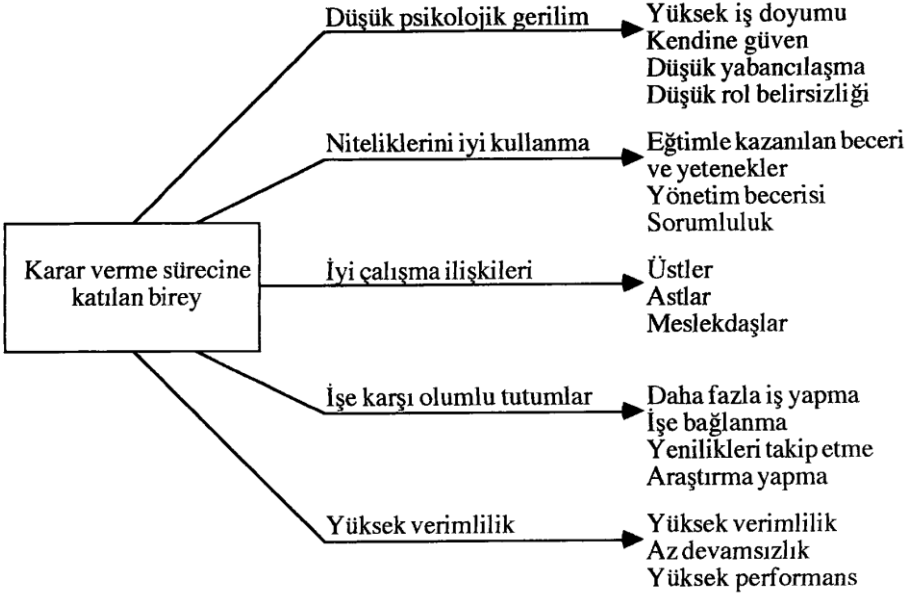 Karar verme sürecine
katılan birey
Düşük psikolojik gerilim
Yüksek iş doyumu
Kendine güven
Düşük yabancılaşma
Düşük rol belirsizliği
Niteliklerini iyi kullanma
Eğtimle kazanılan beceri
ve yetenekler
Yönetim becerisi
Sorumluluk
İyi çalışma ilişkileri
Üstler
Astlar
Meslekdaşlar
İşe karşı olumlu tutumlar
Daha fazla iş yapma
İşe bağlanma
Yenilikleri takip etme
Araştırma yapma
Yüksek verimlilik
Yüksek verimlilik
Az devamsızlık
Yüksek performans